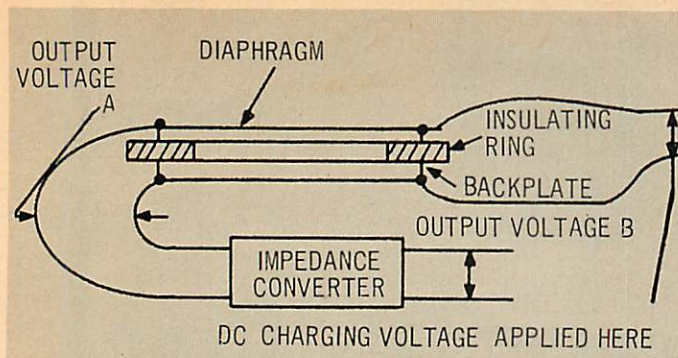 OUTPUT
VOLTAGE
A
DIAPHRAGM
INSULATING
RING
BACKPLATE
OUTPUT VOLTAGE B
IMPEDANCE
CONVERTER
DC CHARGING VOLTAGE APPLIED HERE